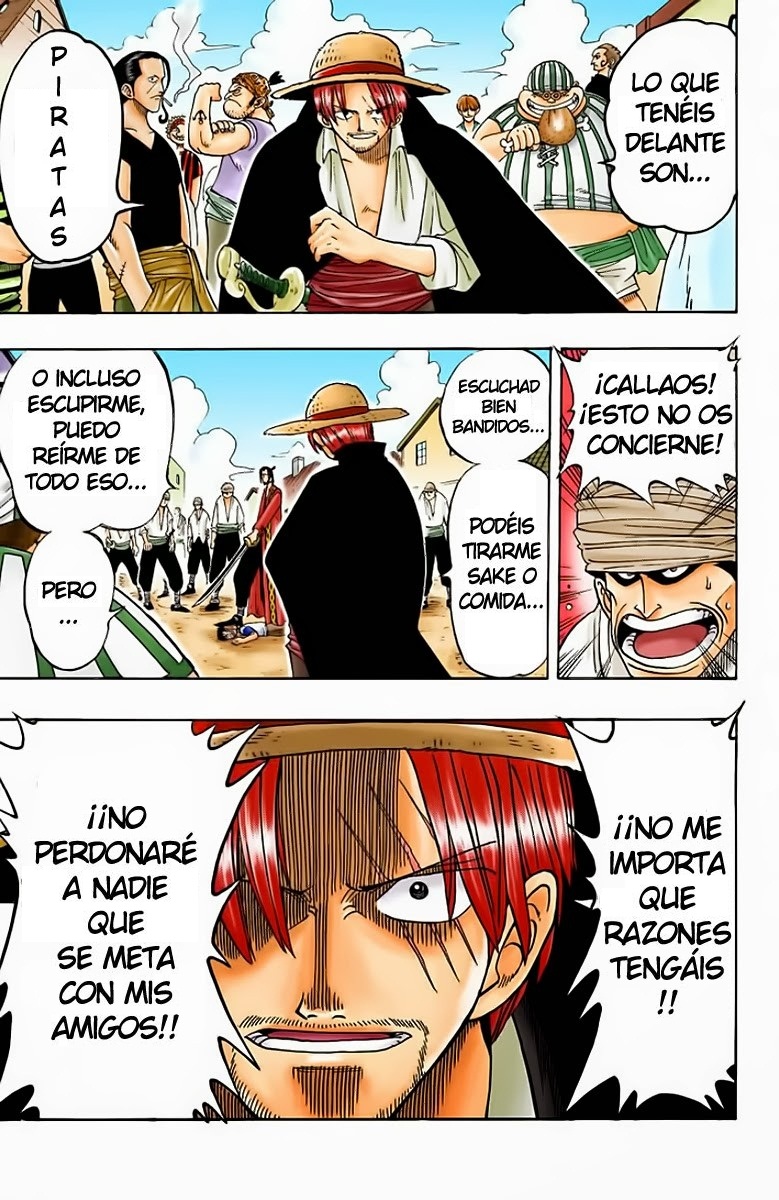 LO QUE
TENÉIS
DELANTE
SON...
P
I
R
A
T
A
S
¡CALLAOS!
¡ESTO NO OS
CONCIERNE!
ESCUCHAD
BIEN
BANDIDOS...
PODÉIS
TIRARME
SAKE O
COMIDA...
O INCLUSO
ESCUPIRME,
PUEDO
REÍRME DE
TODO ESO...
PERO
...
¡¡NO ME
IMPORTA
QUE
RAZONES
TENGÁIS
!!
¡¡NO
PERDONARÉ
A NADIE
QUE
SE META
CON MIS
AMIGOS!!